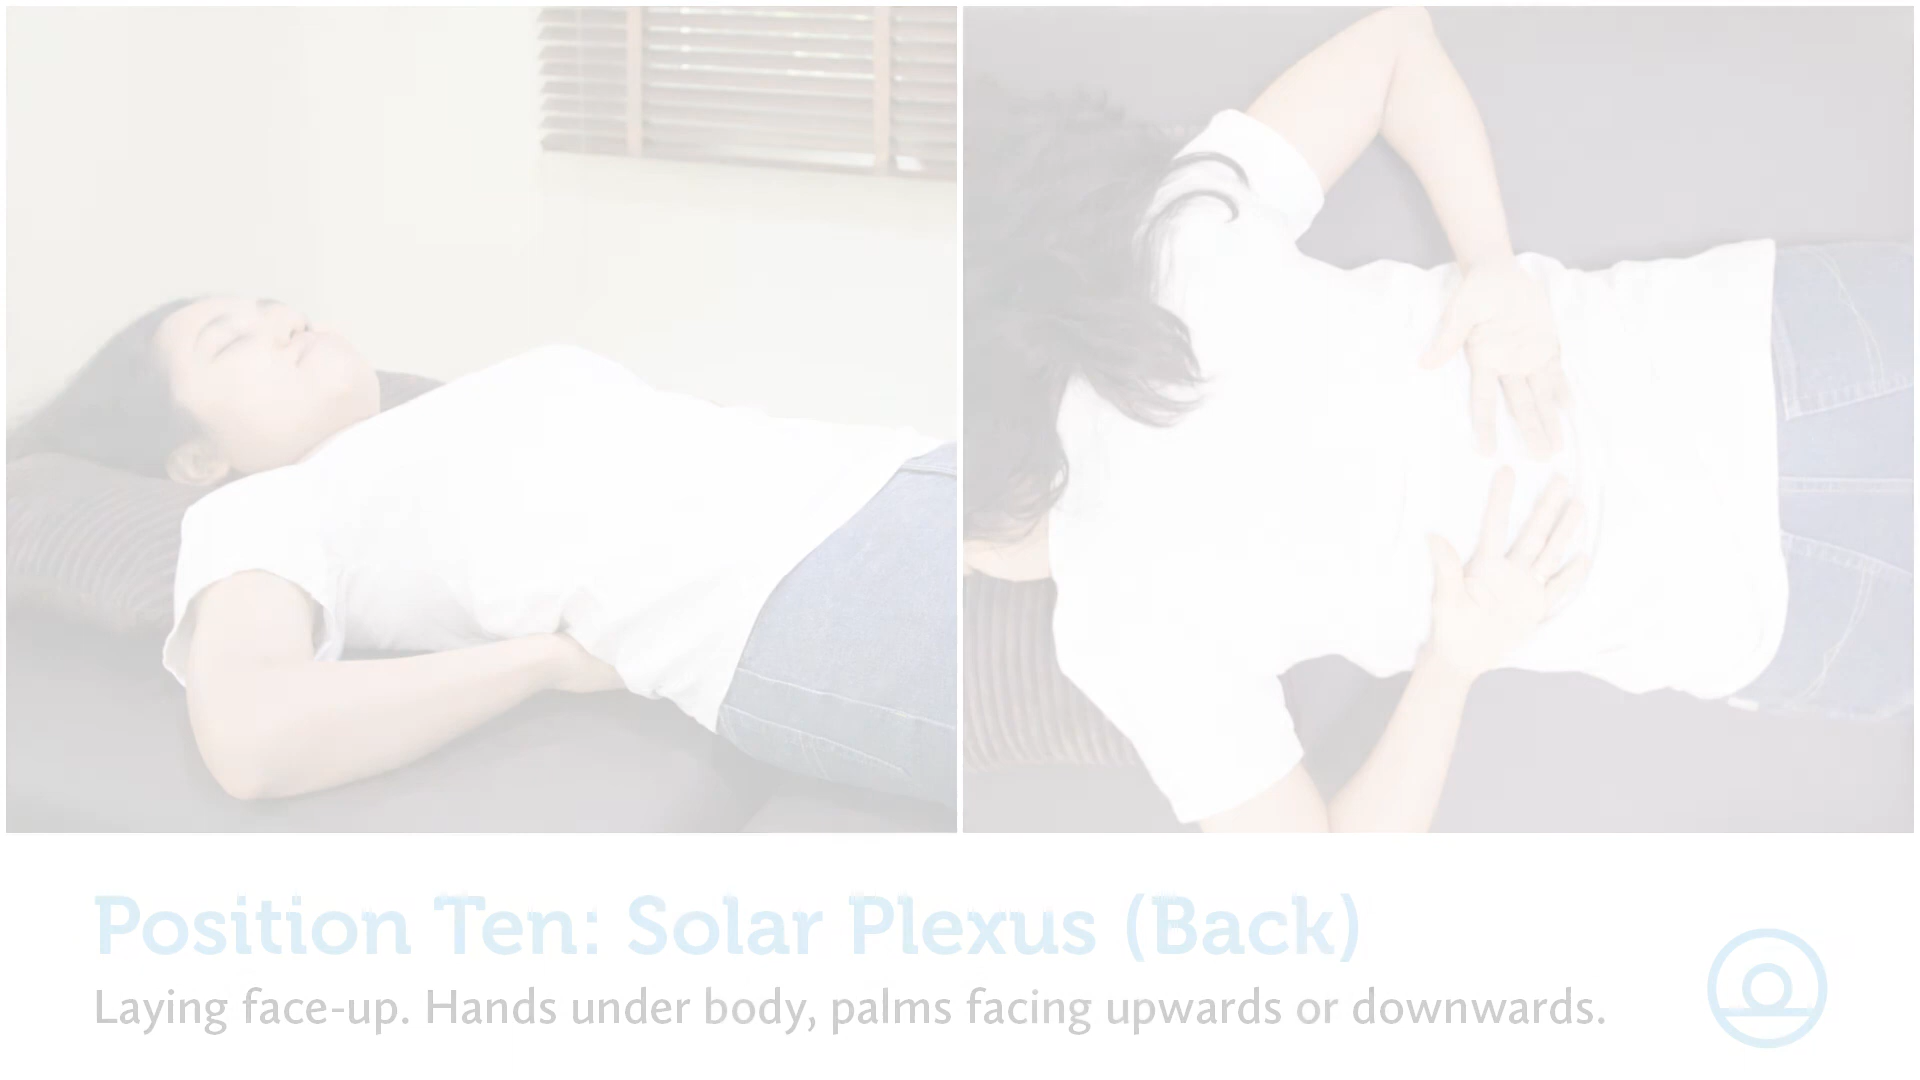 Position Ten: Solar Plexus (Back)
Laying face-up. Hands under body, palms facing upwards or downwards.